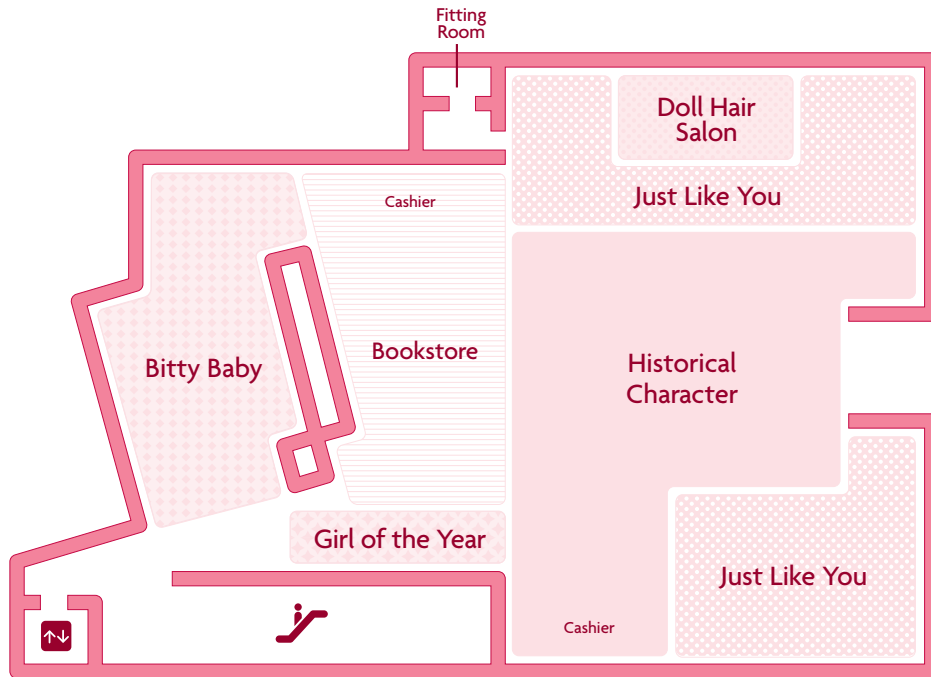 Fitting
Room
Doll Hair
Salon
Just Like You
Cashier
Bookstore
Bitty Baby
Historical
Character
Girl of the Year
Just Like You
Cashier